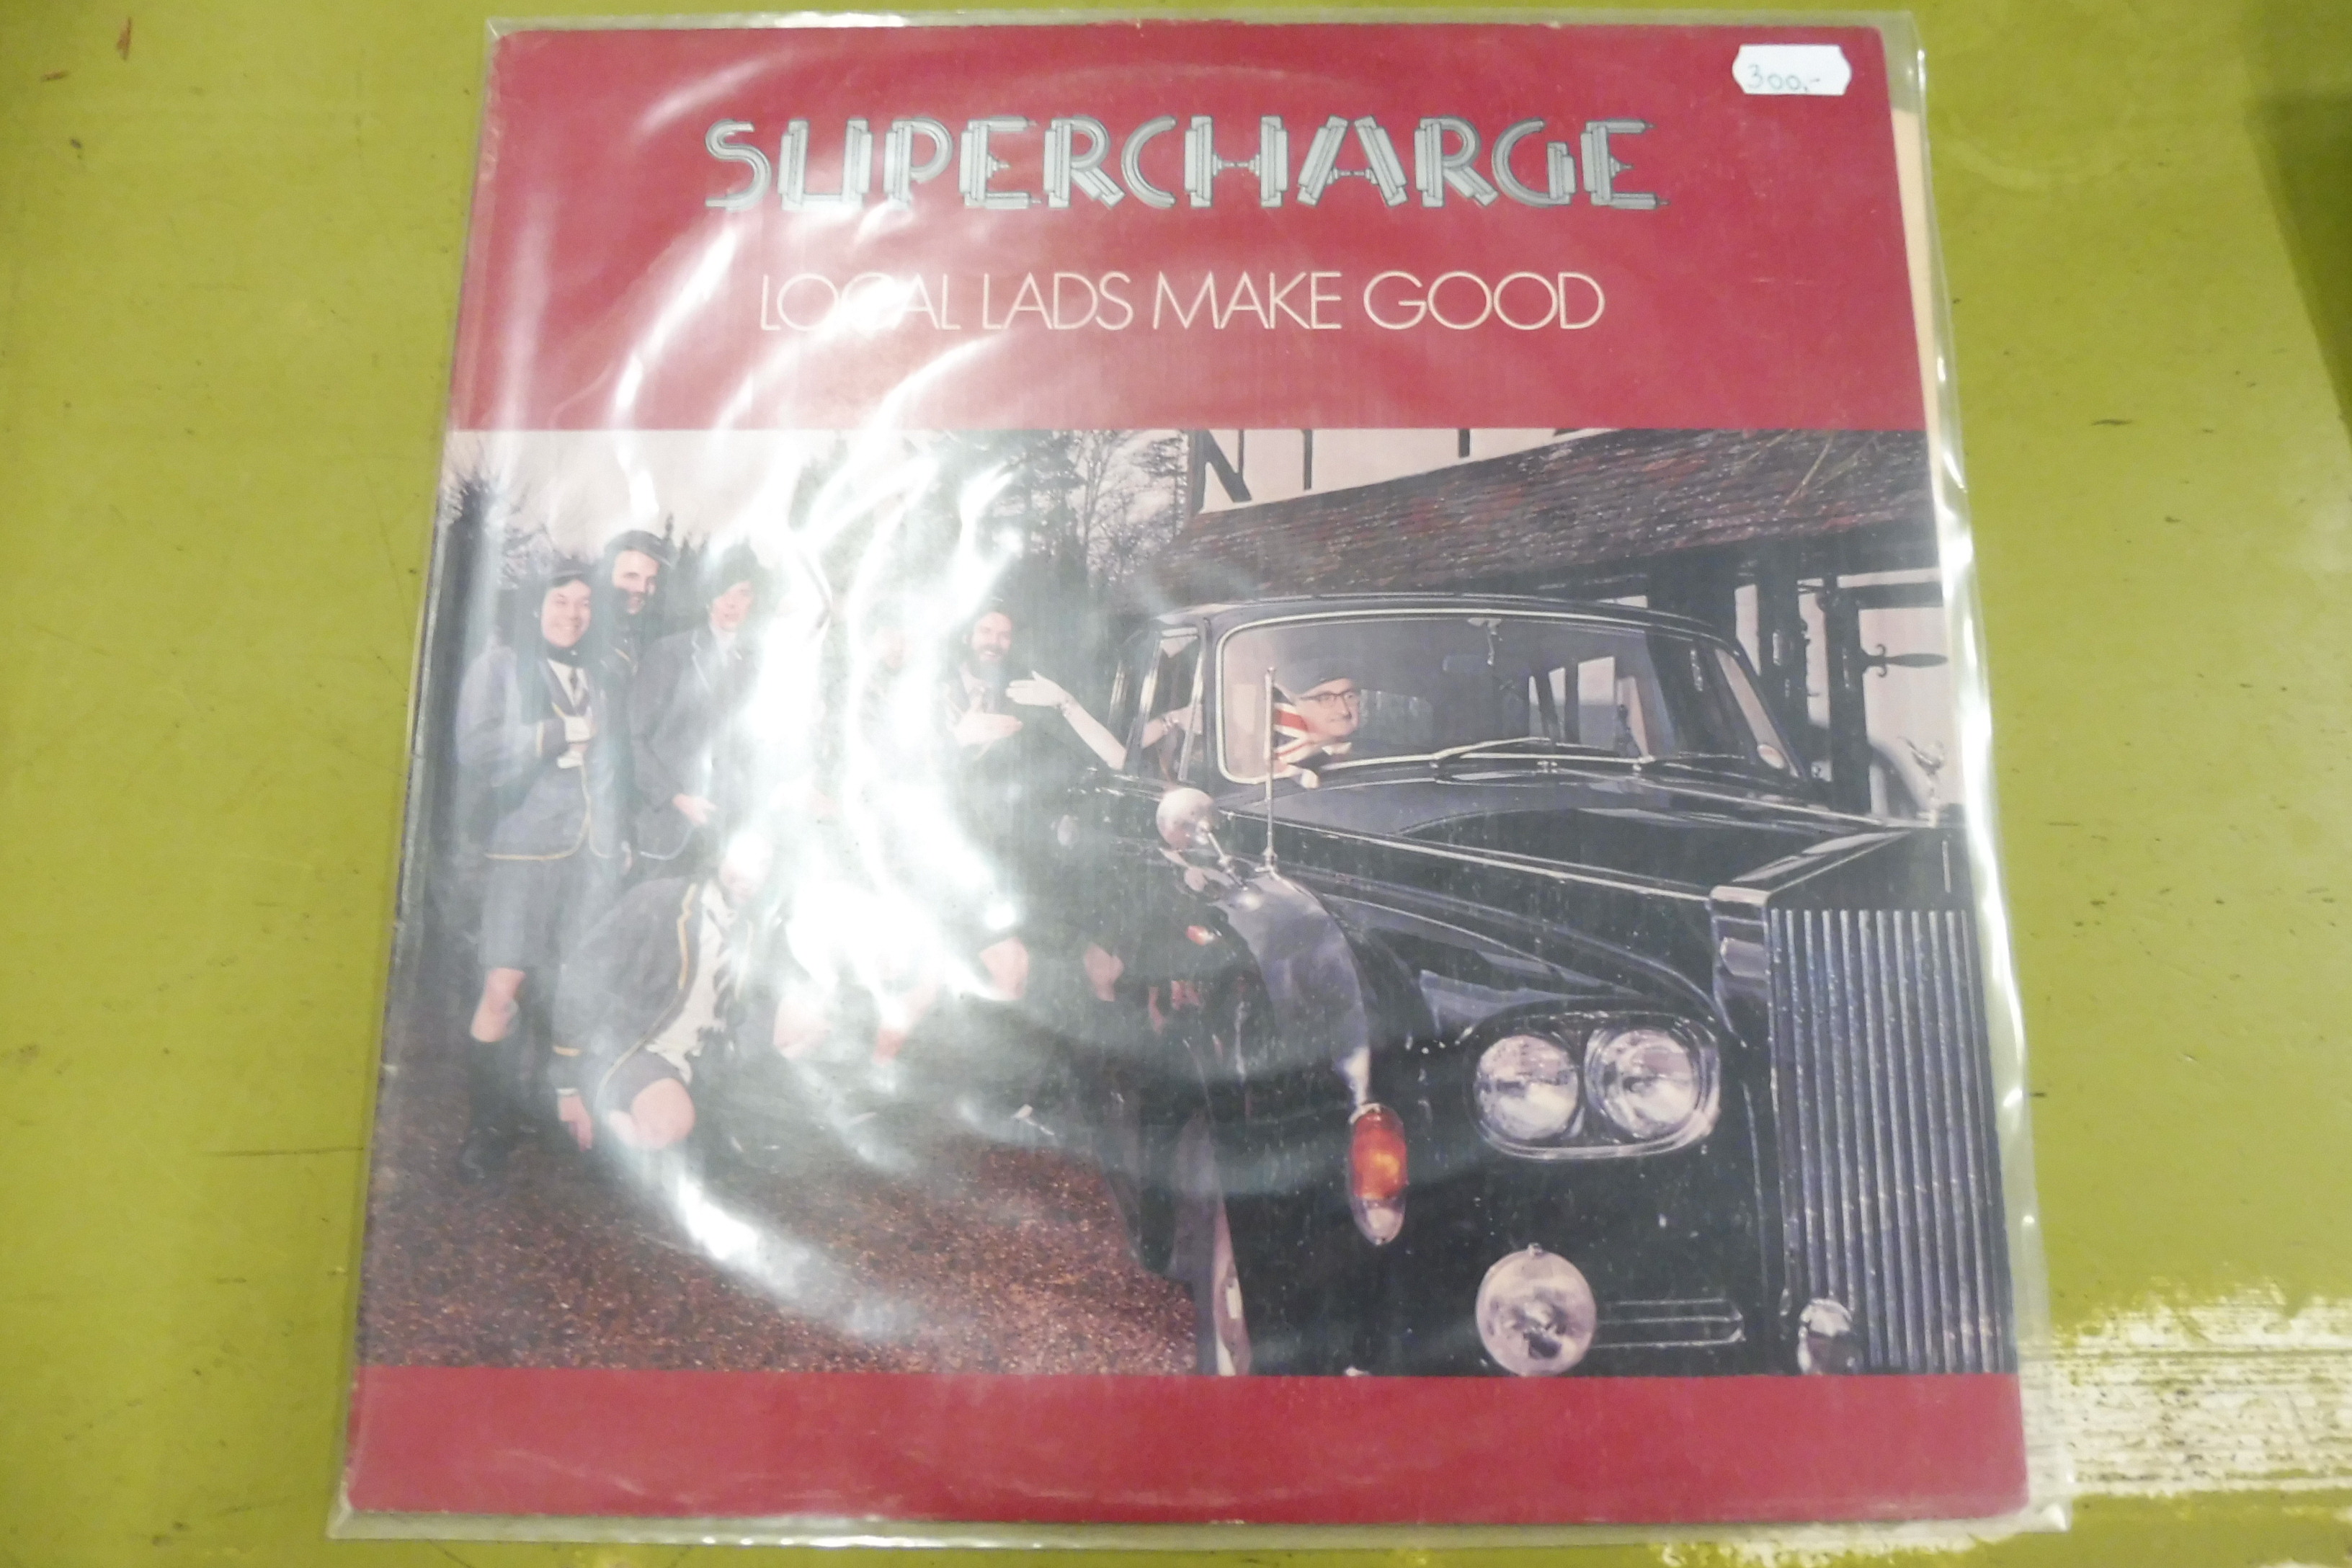 300,-
SUPERCHARGE
LOCAL LADS MAKE GOOD